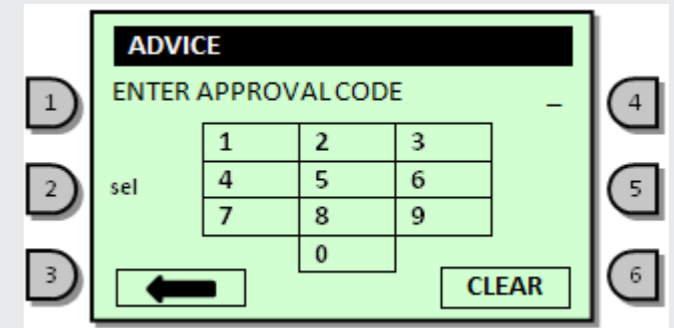 ADVICE
ENTER APPROVAL CODE _
1 4
1 2 3
2 sel 4 5 6 5
7 8 9
0
3 CLEAR 6